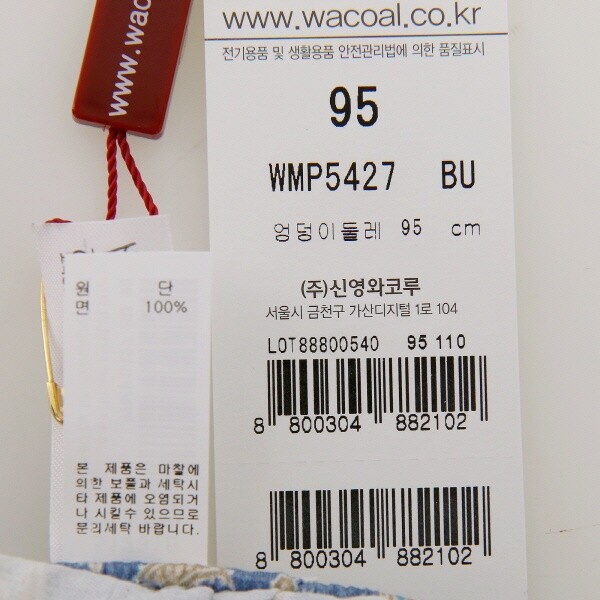 www.wacoal.co.kr
전기용품 및 생활용품 안전관리법에 의한 품질표시
95
WMP5427 BU
엉덩이둘레 95 cm
(주)신영와코루
서울시 금천구 가산디지털 1로 104
LOT88800540 95 110
8 800304 882102
8 800304 882102
www.wac
원 단
면 100%
본 제품은 마찰에
의한 보풀과 세탁시
타 제품에 오염되거
나 시킬수 있으므로
문의세탁 바랍니다.